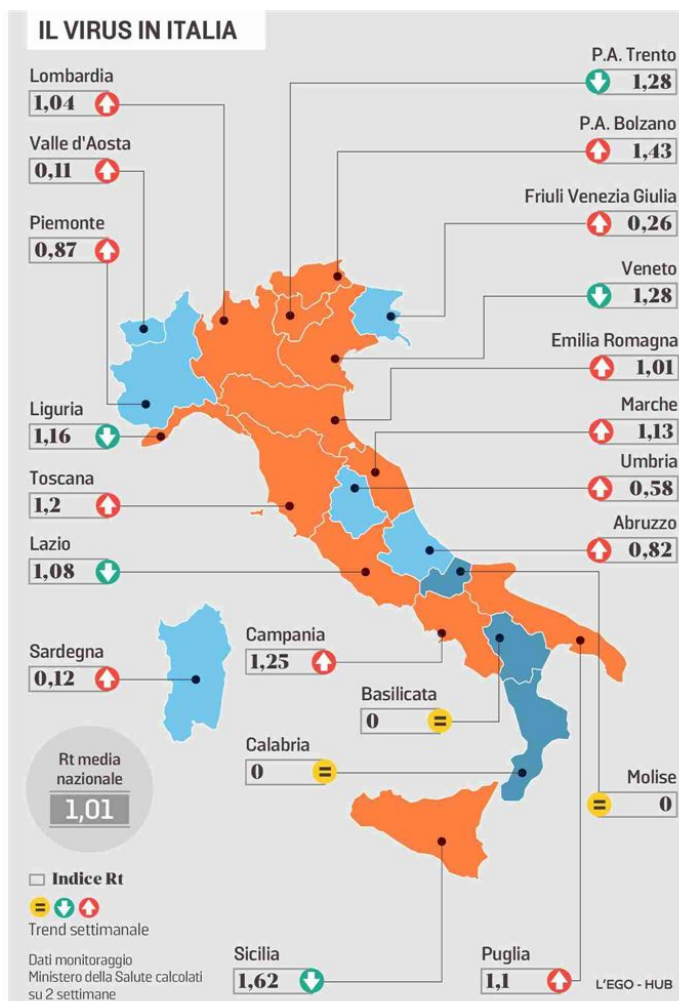 IL VIRUS IN ITALIA
Lombardia
1,04
Valle d'Aosta
0,11
Piemonte
0,87
Liguria
1,16
Toscana
1,2
Lazio
1,08
Sardegna
0,12
P.A. Trento
1,28
P.A. Bolzano
1,43
Friuli Venezia Giulia
0,26
Veneto
1,28
Emilia Romagna
1,01
Marche
1,13
Umbria
0,58
Abruzzo
0,82
Campania
1,25
Basilicata
0 =
Calabria
0 =
Molise
= 0
Rt media
nazionale
1,01
Indice Rt
=
Trend settimanale
Dati monitoraggio
Ministero della Salute calcolati
su 2 settimane
Sicilia
1,62
Puglia
1,1
L'EGO - HUB